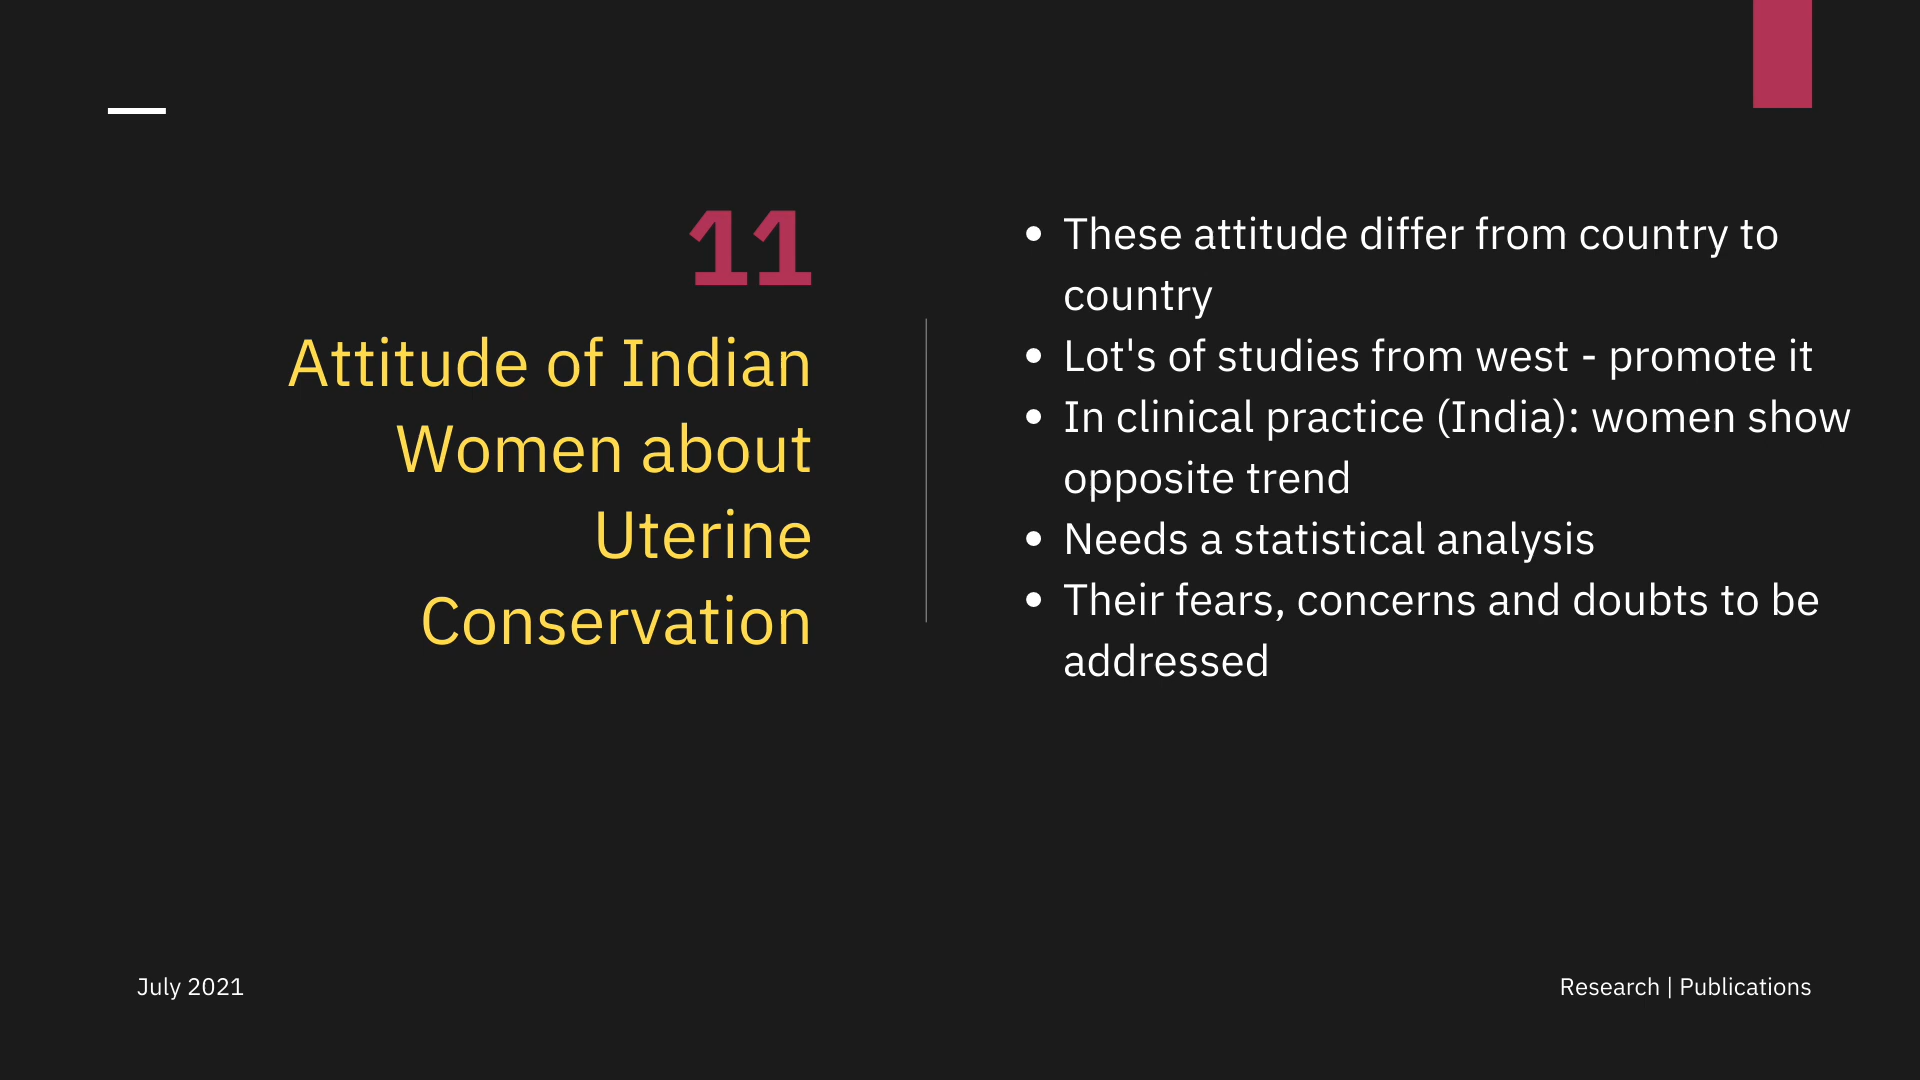 11
Attitude of Indian
Women about
Uterine
Conservation
• These attitude differ from country to
country
• Lot's of studies from west - promote it
• In clinical practice (India): women show
opposite trend
• Needs a statistical analysis
• Their fears, concerns and doubts to be
addressed
July 2021
Research | Publications